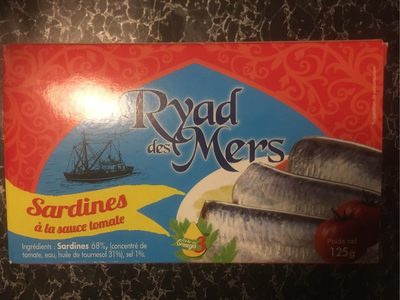 Ryad
des Mers
Sardines
à la sauce tomate
Ingrédients : Sardines 68%, (concentré de
tomate, eau, huile de tournesol 31%), sel 1%.
Omega 3
Poids net
125g